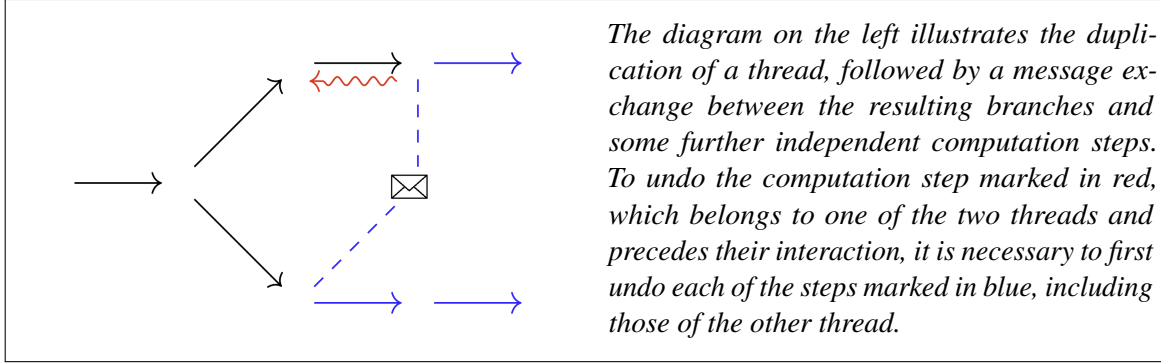 The diagram on the left illustrates the dupli-
cation of a thread, followed by a message ex-
change between the resulting branches and
some further independent computation steps.
To undo the computation step marked in red,
which belongs to one of the two threads and
precedes their interaction, it is necessary to first
undo each of the steps marked in blue, including
those of the other thread.